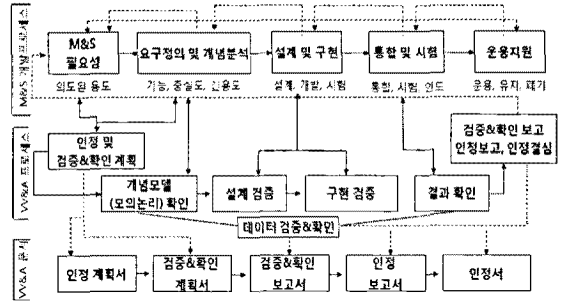 M&S 개발프로세스
M&S
필요성
요구정의 및 개념분석
설계 및 구현
통합 및 시험
운용지원
의도된 용도
기능, 충실도, 간용도
설계, 개발, 시험
통합, 시험, 인도
운용, 유지, 폐기
VV&A 프로세스
인정 및
검증&확인 계획
검증&확인 보고
인정보고, 인정결심
개념모델
(모의논리) 확인
설계 검증
구현 검증
결과 확인
데이터 검증&확인
VV&A 문서
인정 계획서
검증&확인
계획서
검증&확인
보고서
인정
보고서
인정서